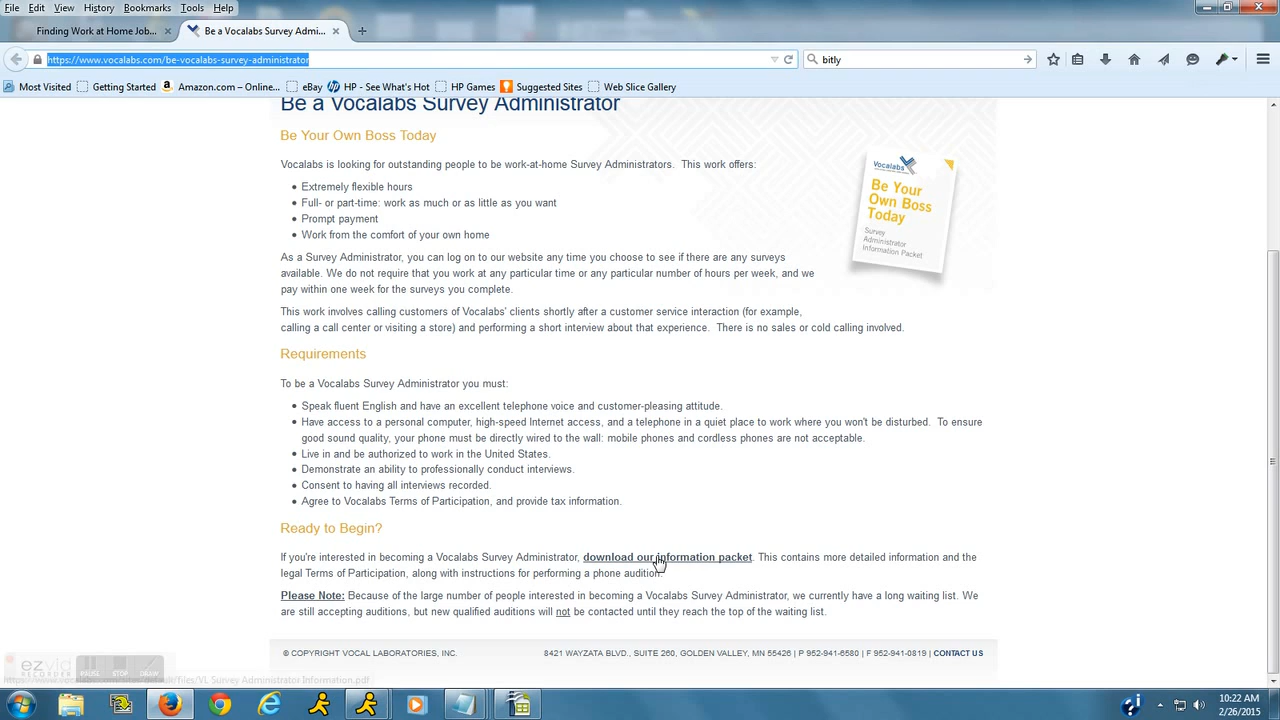 File Edit View History Bookmarks Tools Help
Finding Work at Home Job... × Be a Vocalabs Survey Admi... × +
https://www.vocalabs.com/be-vocalabs-survey-administrator bitly
Most Visited Getting Started Amazon.com – Online... eBay HP - See What's Hot HP Games Suggested Sites Web Slice Gallery
Be a Vocalabs Survey Administrator
Be Your Own Boss Today
Vocalabs is looking for outstanding people to be work-at-home Survey Administrators. This work offers:
• Extremely flexible hours
• Full- or part-time: work as much or as little as you want
• Prompt payment
• Work from the comfort of your own home
Vocalabs
Be Your
Own Boss
Today
Survey
Administrator
Information Packet
As a Survey Administrator, you can log on to our website any time you choose to see if there are any surveys
available. We do not require that you work at any particular time or any particular number of hours per week, and we
pay within one week for the surveys you complete.
This work involves calling customers of Vocalabs' clients shortly after a customer service interaction (for example,
calling a call center or visiting a store) and performing a short interview about that experience. There is no sales or cold calling involved.
Requirements
To be a Vocalabs Survey Administrator you must:
• Speak fluent English and have an excellent telephone voice and customer-pleasing attitude.
• Have access to a personal computer, high-speed Internet access, and a telephone in a quiet place to work where you won't be disturbed. To ensure
good sound quality, your phone must be directly wired to the wall: mobile phones and cordless phones are not acceptable.
• Live in and be authorized to work in the United States.
• Demonstrate an ability to professionally conduct interviews.
• Consent to having all interviews recorded.
• Agree to Vocalabs Terms of Participation, and provide tax information.
Ready to Begin?
If you're interested in becoming a Vocalabs Survey Administrator, download our information packet. This contains more detailed information and the
legal Terms of Participation, along with instructions for performing a phone audition.
Please Note: Because of the large number of people interested in becoming a Vocalabs Survey Administrator, we currently have a long waiting list. We
are still accepting auditions, but new qualified auditions will not be contacted until they reach the top of the waiting list.
© COPYRIGHT VOCAL LABORATORIES, INC. 8421 WAYZATA BLVD., SUITE 260, GOLDEN VALLEY, MN 55426 | P 952-941-6580 | F 952-941-0819 | CONTACT US
ezvid
RECORDER PAUSE STOP DRAW
files/VL Survey Administrator Information.pdf
10:22 AM
2/26/2015